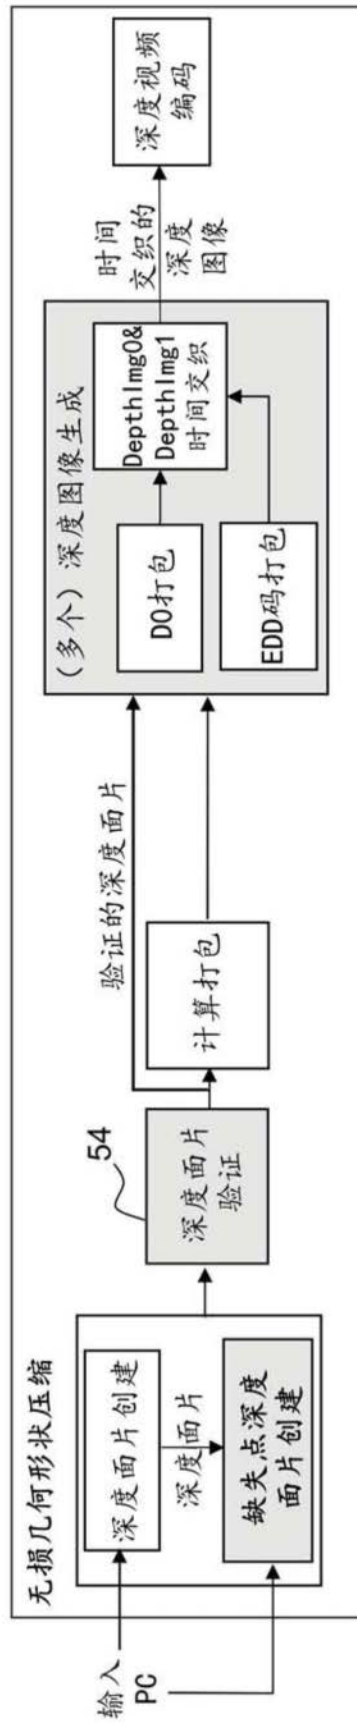 无损几何形状压缩
输入
PC
深度面片创建
深度面片
缺失点深度
面片创建
54
深度面片
验证
验证的深度面片
计算打包
(多个)深度图像生成
D0打包
EDD码打包
DepthImg0&
DepthImg1
时间交织
时间
交织的
深度
图像
深度视频
编码